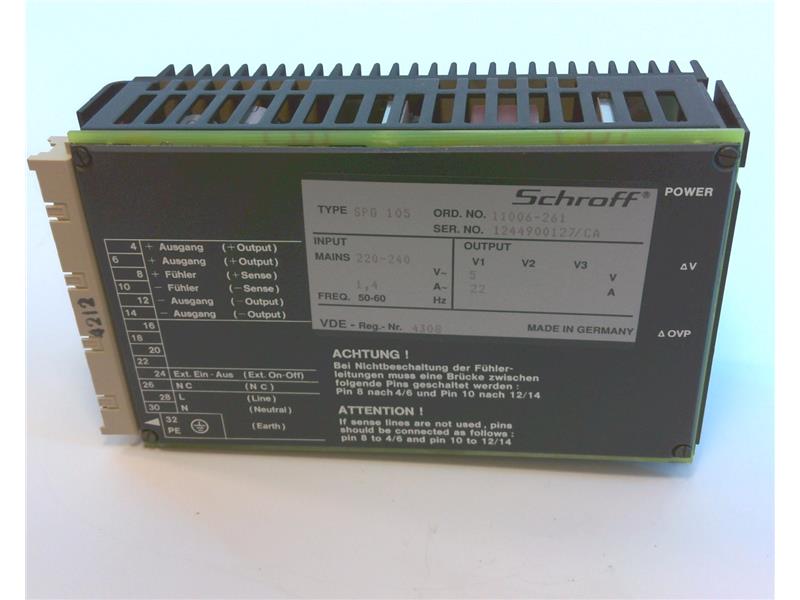 Schroff®
TYPE SPG 105 ORD. NO. 11006-261
SER. NO. 1244900127/CA
INPUT OUTPUT
MAINS 220-240 V~ V1 V2 V3
5 V
1,4 A~ 22 A
FREQ. 50-60 Hz
VDE - Reg.- Nr. 4308 MADE IN GERMANY
POWER
ΔV
Δ OVP
4 + Ausgang (+Output)
6 + Ausgang (+Output)
8 + Fühler (+Sense)
10 – Fühler (–Sense)
12 – Ausgang (–Output)
14 – Ausgang (–Output)
16
18
20
22
24 Ext. Ein-Aus (Ext. On-Off)
26 N C (N C)
28 L (Line)
30 N (Neutral)
32 PE (Earth)
4212
ACHTUNG !
Bei Nichtbeschaltung der Fühler-
leitungen muss eine Brücke zwischen
folgende Pins geschaltet werden :
Pin 8 nach 4/6 und Pin 10 nach 12/14
ATTENTION !
If sense lines are not used , pins
should be connected as follows :
pin 8 to 4/6 and pin 10 to 12/14